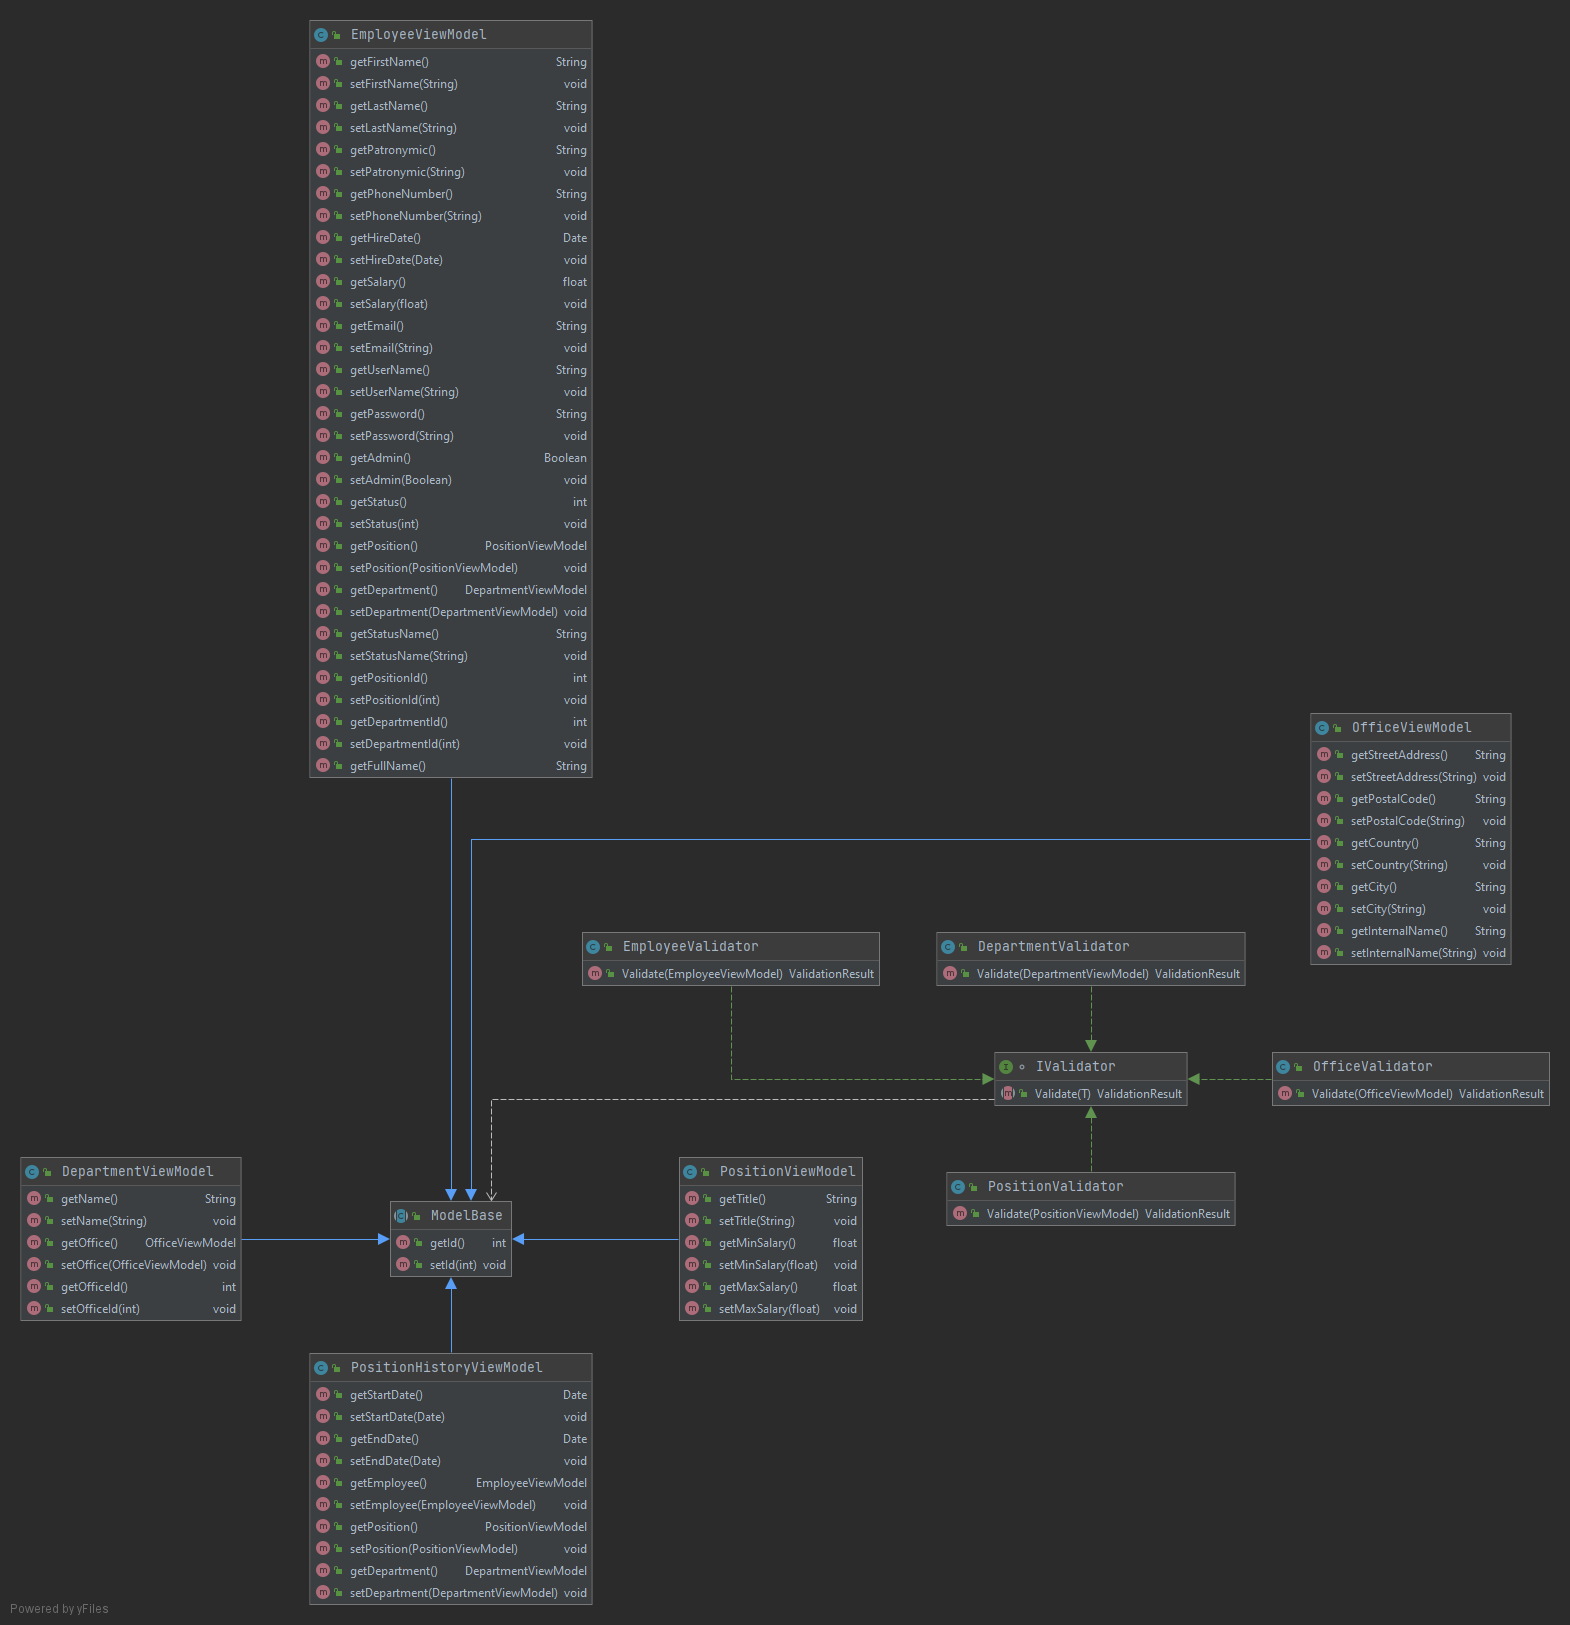 EmployeeViewModel
getFirstName() String
setFirstName(String) void
getLastName() String
setLastName(String) void
getPatronymic() String
setPatronymic(String) void
getPhoneNumber() String
setPhoneNumber(String) void
getHireDate() Date
setHireDate(Date) void
getSalary() float
setSalary(float) void
getEmail() String
setEmail(String) void
getUserName() String
setUserName(String) void
getPassword() String
setPassword(String) void
getAdmin() Boolean
setAdmin(Boolean) void
getStatus() int
setStatus(int) void
getPosition() PositionViewModel
setPosition(PositionViewModel) void
getDepartment() DepartmentViewModel
setDepartment(DepartmentViewModel) void
getStatusName() String
setStatusName(String) void
getPositionId() int
setPositionId(int) void
getDepartmentId() int
setDepartmentId(int) void
getFullName() String
OfficeViewModel
getStreetAddress() String
setStreetAddress(String) void
getPostalCode() String
setPostalCode(String) void
getCountry() String
setCountry(String) void
getCity() String
setCity(String) void
getInternalName() String
setInternalName(String) void
EmployeeValidator
Validate(EmployeeViewModel) ValidationResult
DepartmentValidator
Validate(DepartmentViewModel) ValidationResult
IValidator
Validate(T) ValidationResult
OfficeValidator
Validate(OfficeViewModel) ValidationResult
PositionValidator
Validate(PositionViewModel) ValidationResult
DepartmentViewModel
getName() String
setName(String) void
getOffice() OfficeViewModel
setOffice(OfficeViewModel) void
getOfficeId() int
setOfficeId(int) void
ModelBase
getId() int
setId(int) void
PositionViewModel
getTitle() String
setTitle(String) void
getMinSalary() float
setMinSalary(float) void
getMaxSalary() float
setMaxSalary(float) void
PositionHistoryViewModel
getStartDate() Date
setStartDate(Date) void
getEndDate() Date
setEndDate(Date) void
getEmployee() EmployeeViewModel
setEmployee(EmployeeViewModel) void
getPosition() PositionViewModel
setPosition(PositionViewModel) void
getDepartment() DepartmentViewModel
setDepartment(DepartmentViewModel) void
Powered by yFiles